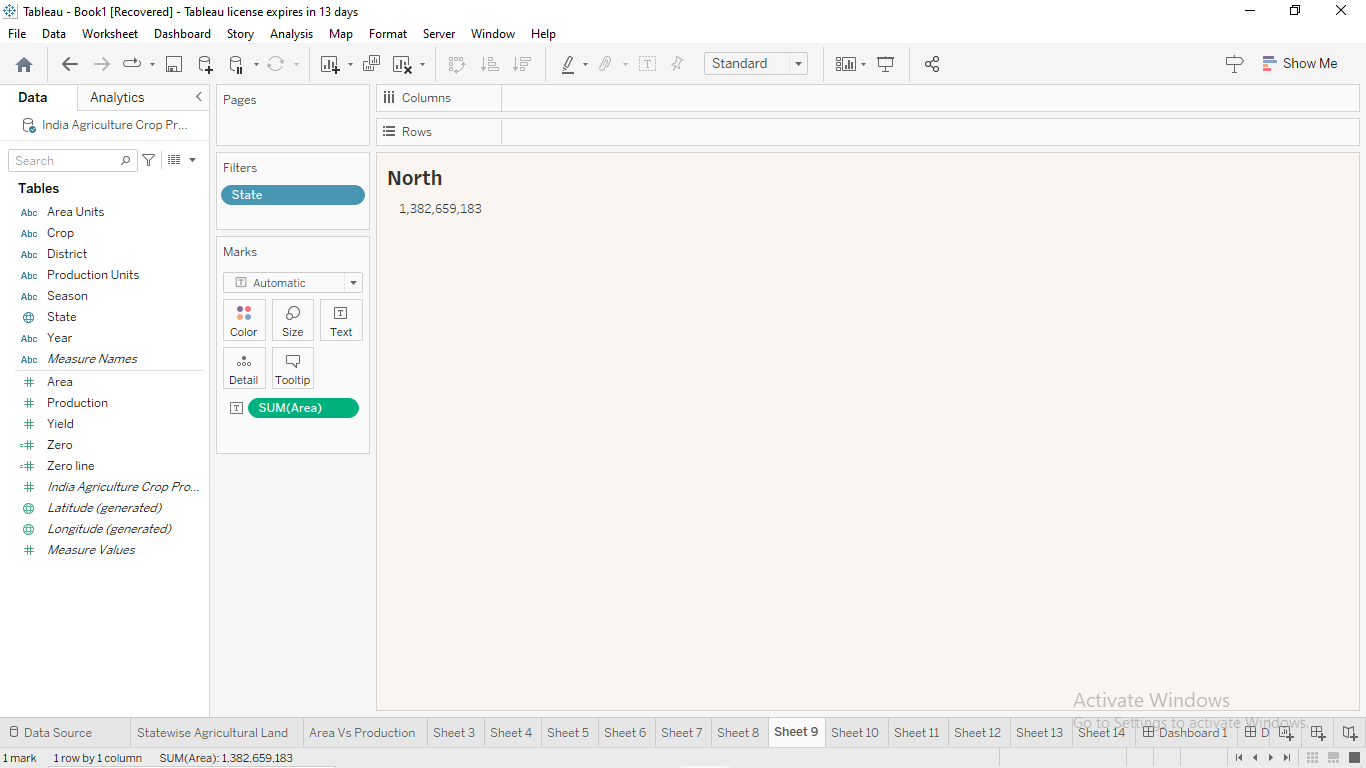 Tableau - Book1 [Recovered] - Tableau license expires in 13 days
File Data Worksheet Dashboard Story Analysis Map Format Server Window Help
Standard
Show Me
Data Analytics
India Agriculture Crop Pr...
Search
Tables
Abc Area Units
Abc Crop
Abc District
Abc Production Units
Abc Season
State
Abc Year
Abc Measure Names
Area
Production
Yield
Zero
Zero line
India Agriculture Crop Pro...
Latitude (generated)
Longitude (generated)
Measure Values
Pages
Filters
State
Marks
Automatic
Color Size Text
Detail Tooltip
SUM(Area)
Columns
Rows
North
1,382,659,183
Activate Windows
Go to Settings to activate Windows.
Data Source Statewise Agricultural Land Area Vs Production Sheet 3 Sheet 4 Sheet 5 Sheet 6 Sheet 7 Sheet 8 Sheet 9 Sheet 10 Sheet 11 Sheet 12 Sheet 13 Sheet 14 Dashboard 1 D
1 mark 1 row by 1 column SUM(Area): 1,382,659,183